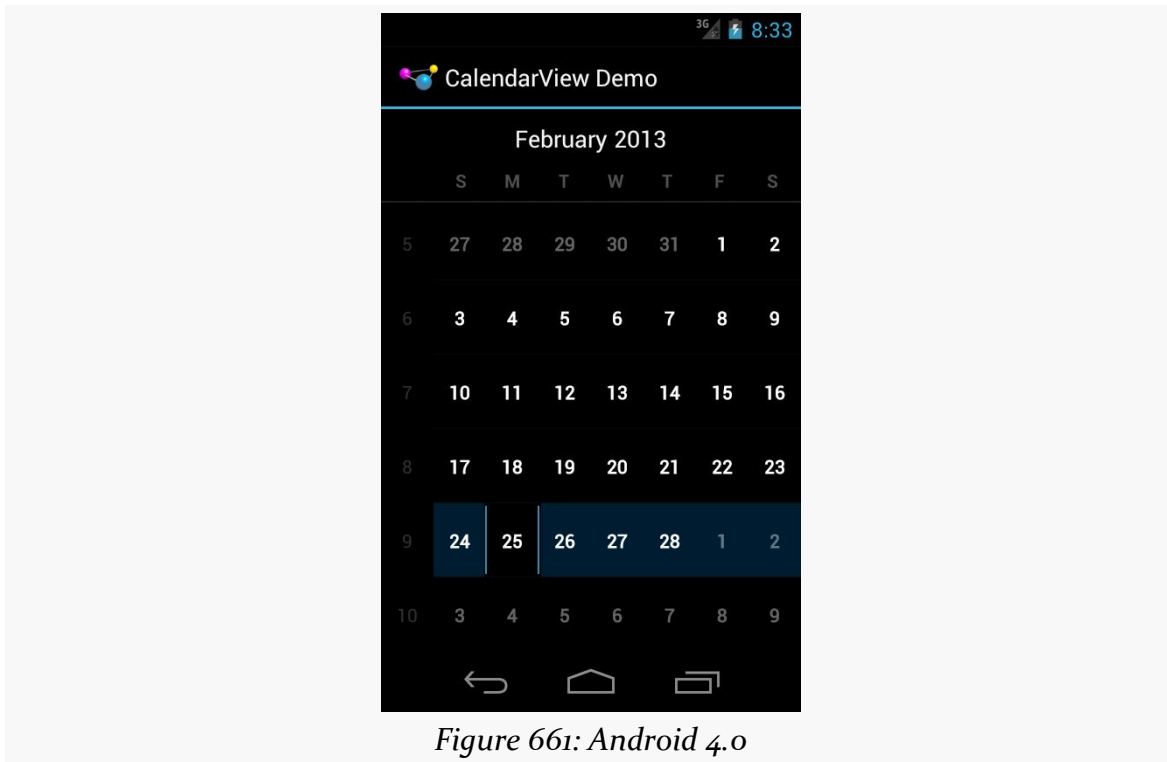 3G 8:33
CalendarView Demo
February 2013
S M T W T F S
5 27 28 29 30 31 1 2
6 3 4 5 6 7 8 9
7 10 11 12 13 14 15 16
8 17 18 19 20 21 22 23
9 24 25 26 27 28 1 2
10 3 4 5 6 7 8 9
Figure 661: Android 4.0